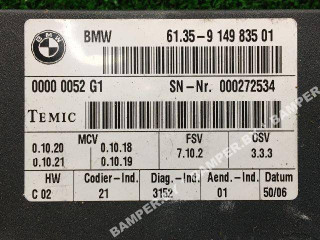 BMW
BMW 61.35-9 149 835 01
0000 0052 G1 SN-Nr. 000272534
TEMIC
MCV FSV CSV
0.10.20 0.10.18 7.10.2 3.3.3
0.10.21 0.10.19
HW Codier-Ind. Diag.-Ind. Aend.-Ind. Datum
C 02 21 3152 01 50/06
BAMPER.BY